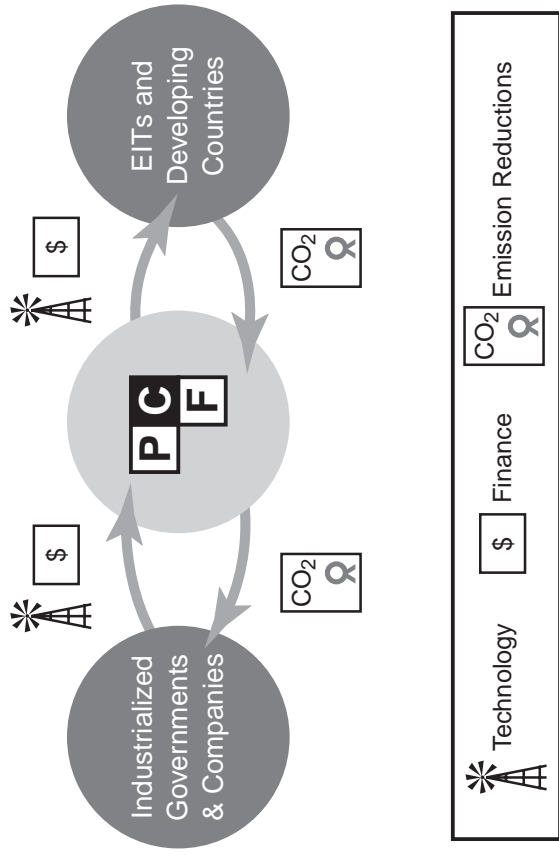 $
$
Industrialized
Governments
& Companies
P C
F
EITs and
Developing
Countries
CO₂
CO₂
Technology
$ Finance
CO₂ Emission Reductions